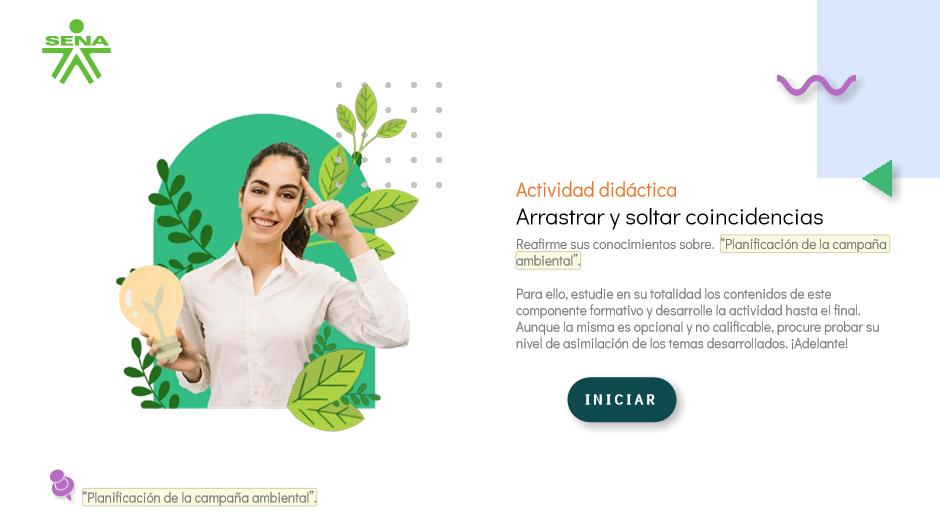 SENA
Actividad didáctica
Arrastrar y soltar coincidencias
Reafirme sus conocimientos sobre. “Planificación de la campaña
ambiental”.
Para ello, estudie en su totalidad los contenidos de este
componente formativo y desarrolle la actividad hasta el final.
Aunque la misma es opcional y no calificable, procure probar su
nivel de asimilación de los temas desarrollados. ¡Adelante!
INICIAR
“Planificación de la campaña ambiental”.